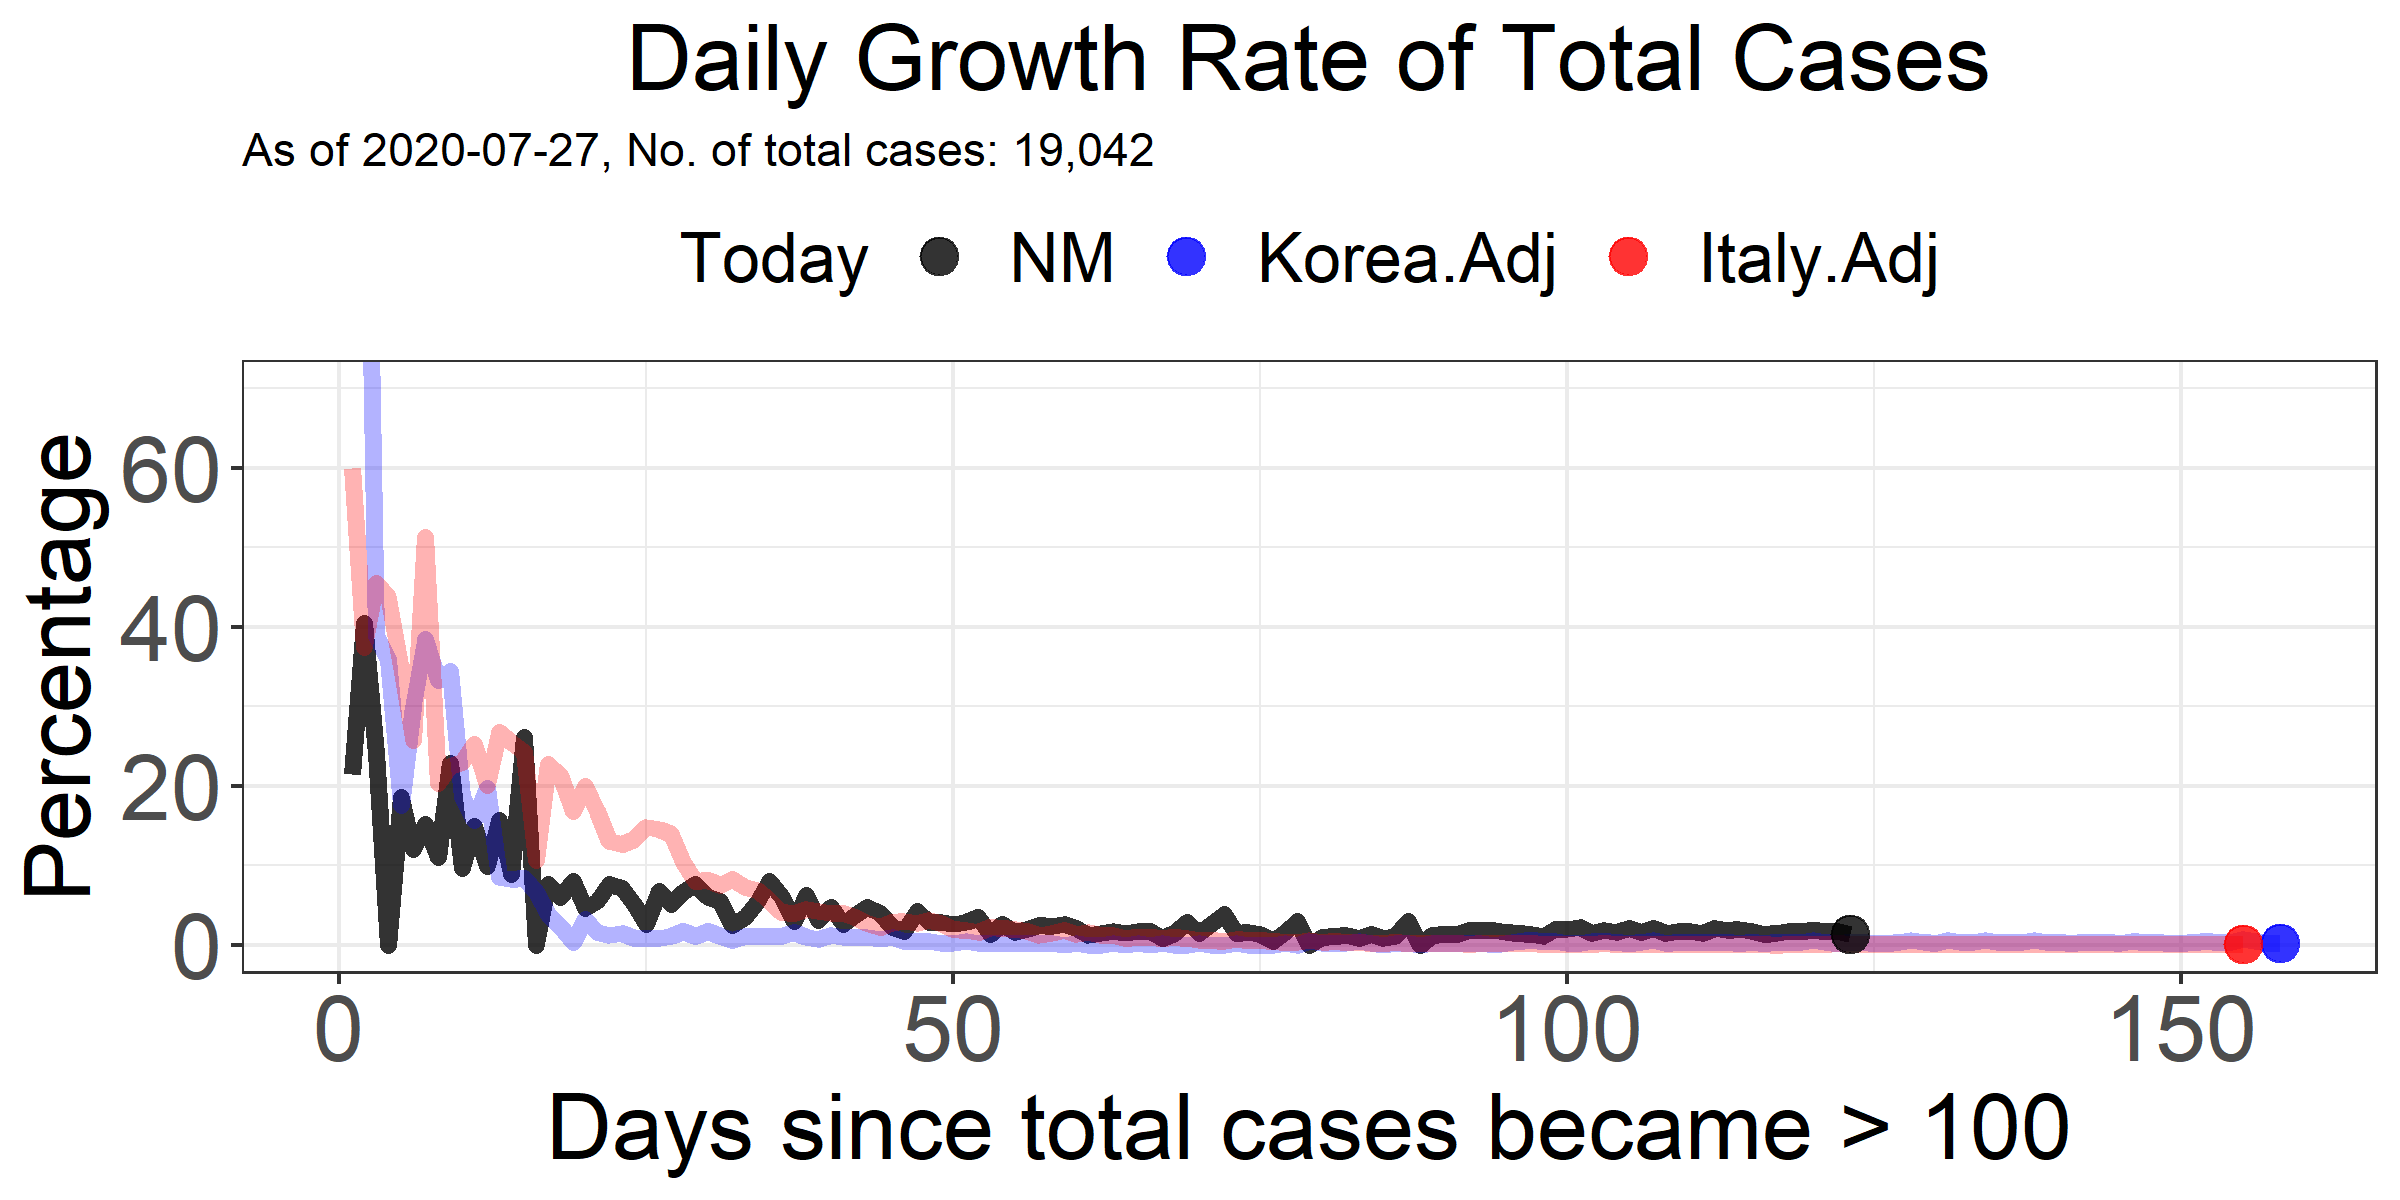 Daily Growth Rate of Total Cases
As of 2020-07-27, No. of total cases: 19,042
Today NM Korea.Adj Italy.Adj
Percentage
60
40
20
0
0 50 100 150
Days since total cases became > 100